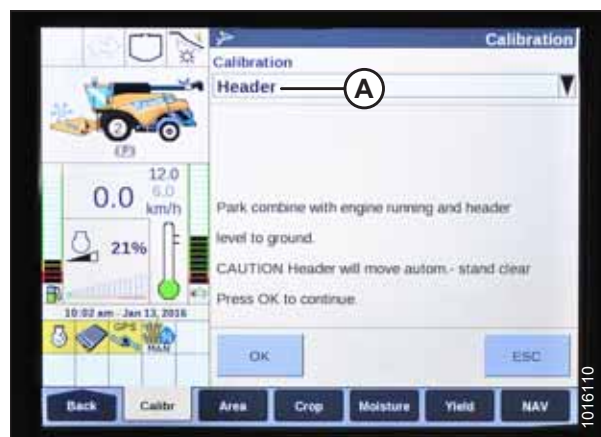 Calibration
Calibration
Header
A
2
(P)
12.0
6.0
0.0 km/h
21%
Park combine with engine running and header
level to ground.
CAUTION Header will move autom.- stand clear
Press OK to continue
10:02 am Jan 13, 2016
GPS
MAN
OK
ESC
Back
Calibr
Area
Crop
Moisture
Yield
NAV
1016110